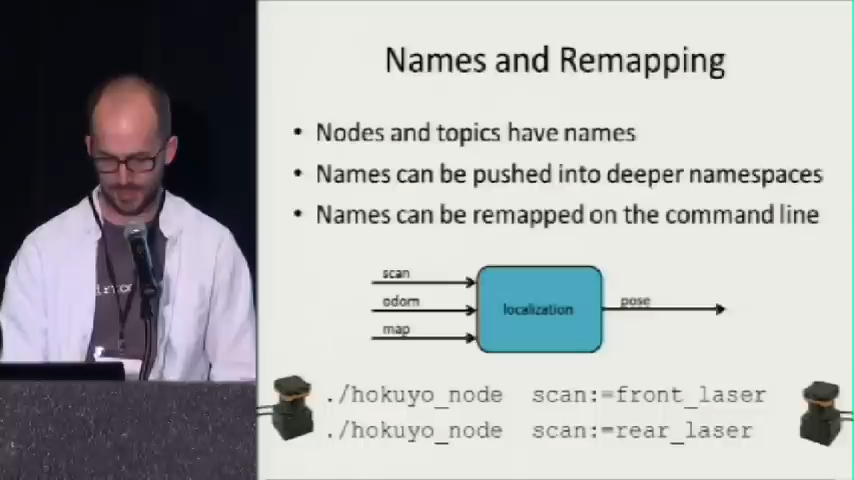 Names and Remapping
• Nodes and topics have names
• Names can be pushed into deeper namespaces
• Names can be remapped on the command line
scan
odom
map
localization
pose
./hokuyo_node scan:=front_laser
./hokuyo_node scan:=rear_laser